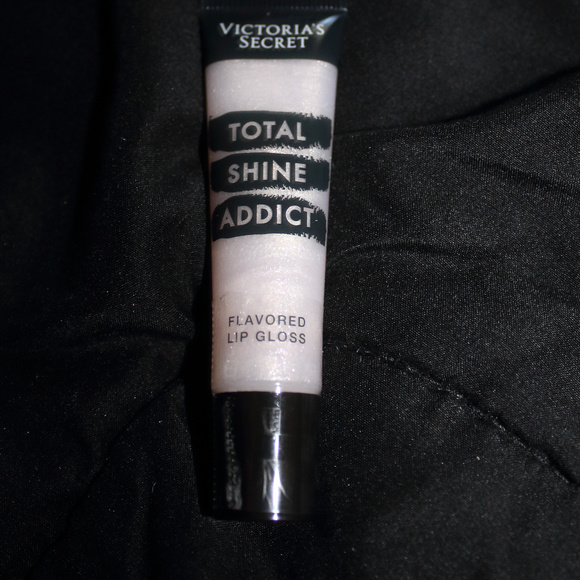 VICTORIA'S
SECRET
TOTAL
SHINE
ADDICT
FLAVORED
LIP GLOSS